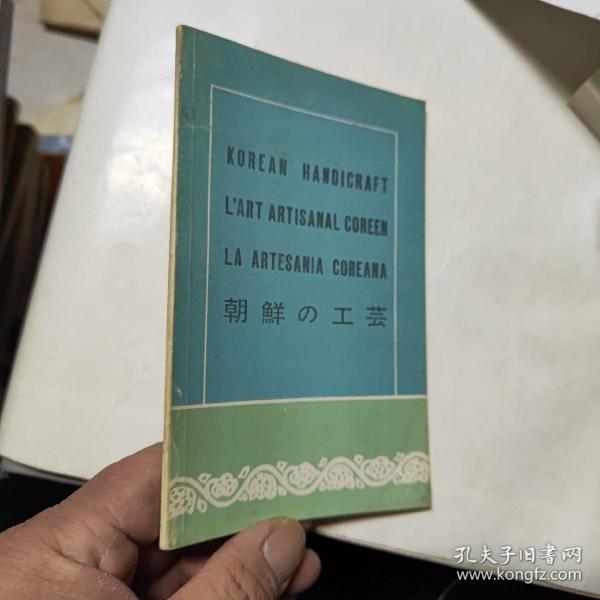 KOREAN HANDICRAFT
L'ART ARTISANAL COREEN
LA ARTESANIA COREANA
朝鮮の工芸
孔夫子旧書网
www.kongfz.com